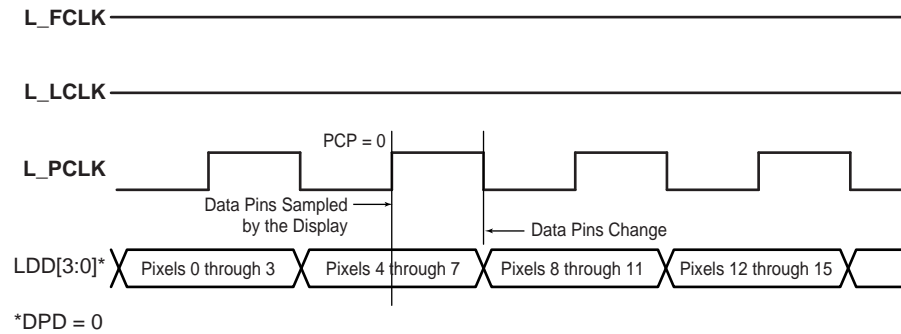 L_FCLK
L_LCLK
PCP = 0
L_PCLK
Data Pins Sampled
by the Display
Data Pins Change
LDD[3:0]*
Pixels 0 through 3
Pixels 4 through 7
Pixels 8 through 11
Pixels 12 through 15
*DPD = 0